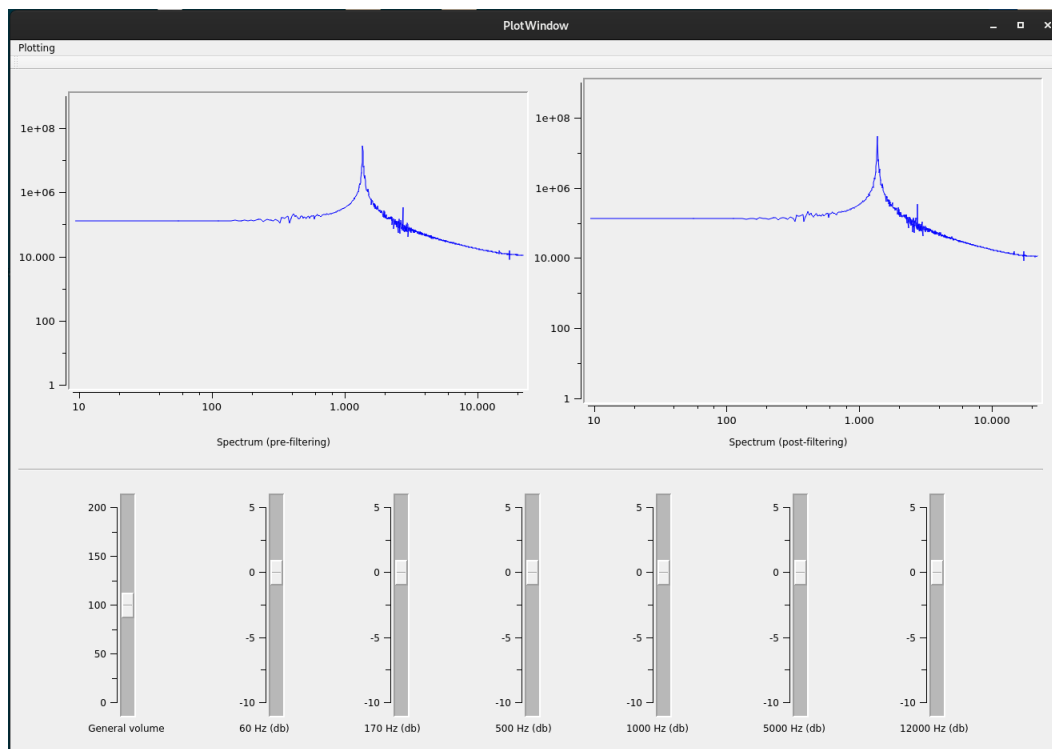 PlotWindow
Plotting
1e+08
1e+06
10.000
100
1
10 100 1.000 10.000
Spectrum (pre-filtering)
1e+08
1e+06
10.000
100
1
10 100 1.000 10.000
Spectrum (post-filtering)
200
150
100
50
0
General volume
5
0
-5
-10
60 Hz (db)
5
0
-5
-10
170 Hz (db)
5
0
-5
-10
500 Hz (db)
5
0
-5
-10
1000 Hz (db)
5
0
-5
-10
5000 Hz (db)
5
0
-5
-10
12000 Hz (db)